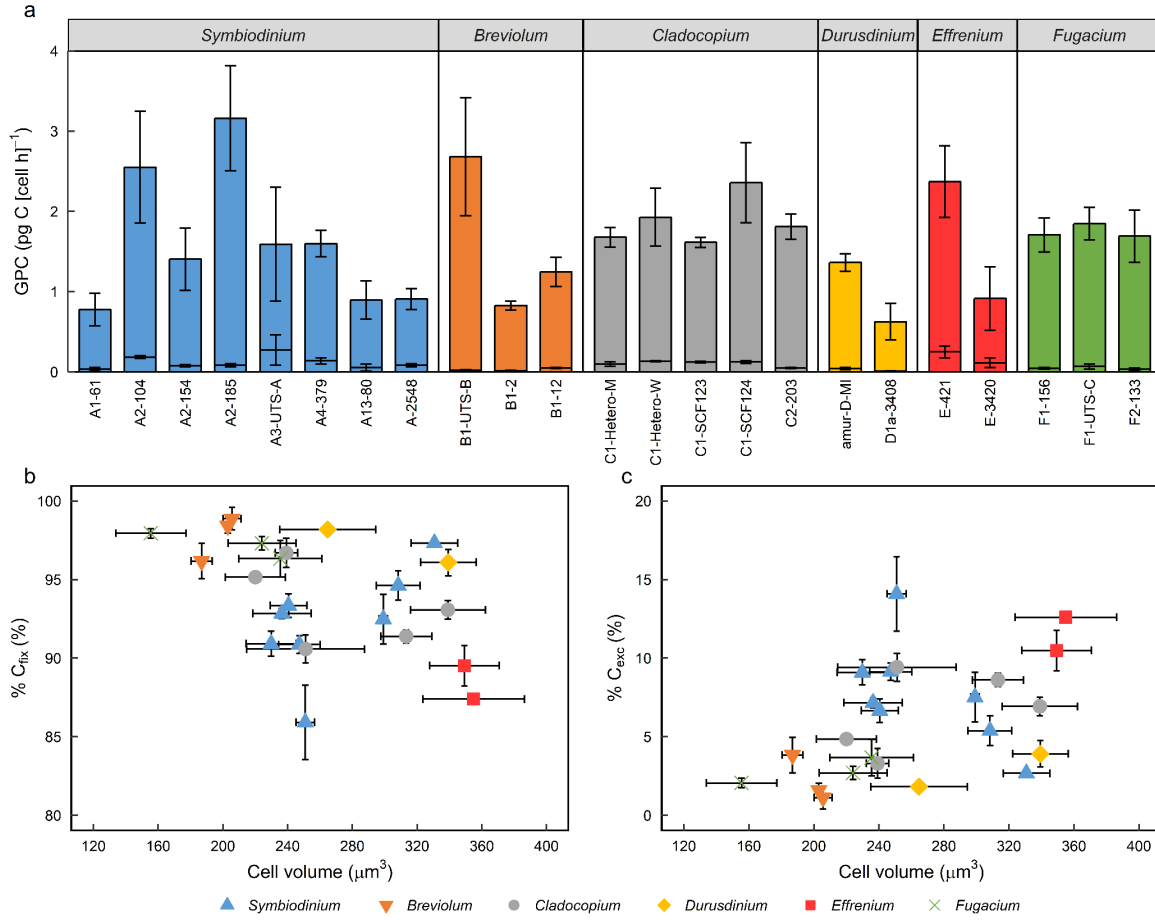 a
Symbiodinium Breviolum Cladocopium Durusdinium Effrenium Fugacium
GPC (pg C [cell h]⁻¹)
4
3
2
1
0
A1-61
A2-104
A2-154
A2-185
A3-UTS-A
A4-379
A13-80
A-2548
B1-UTS-B
B1-2
B1-12
C1-Hetero-M
C1-Hetero-W
C1-SCF123
C1-SCF124
C2-203
amur-D-MI
D1a-3408
E-421
E-3420
F1-156
F1-UTS-C
F2-133
b
% Cfix (%)
100
95
90
85
80
120 160 200 240 280 320 360 400
Cell volume (μm³)
c
% Cexc (%)
20
15
10
5
0
120 160 200 240 280 320 360 400
Cell volume (μm³)
Symbiodinium Breviolum Cladocopium Durusdinium Effrenium Fugacium